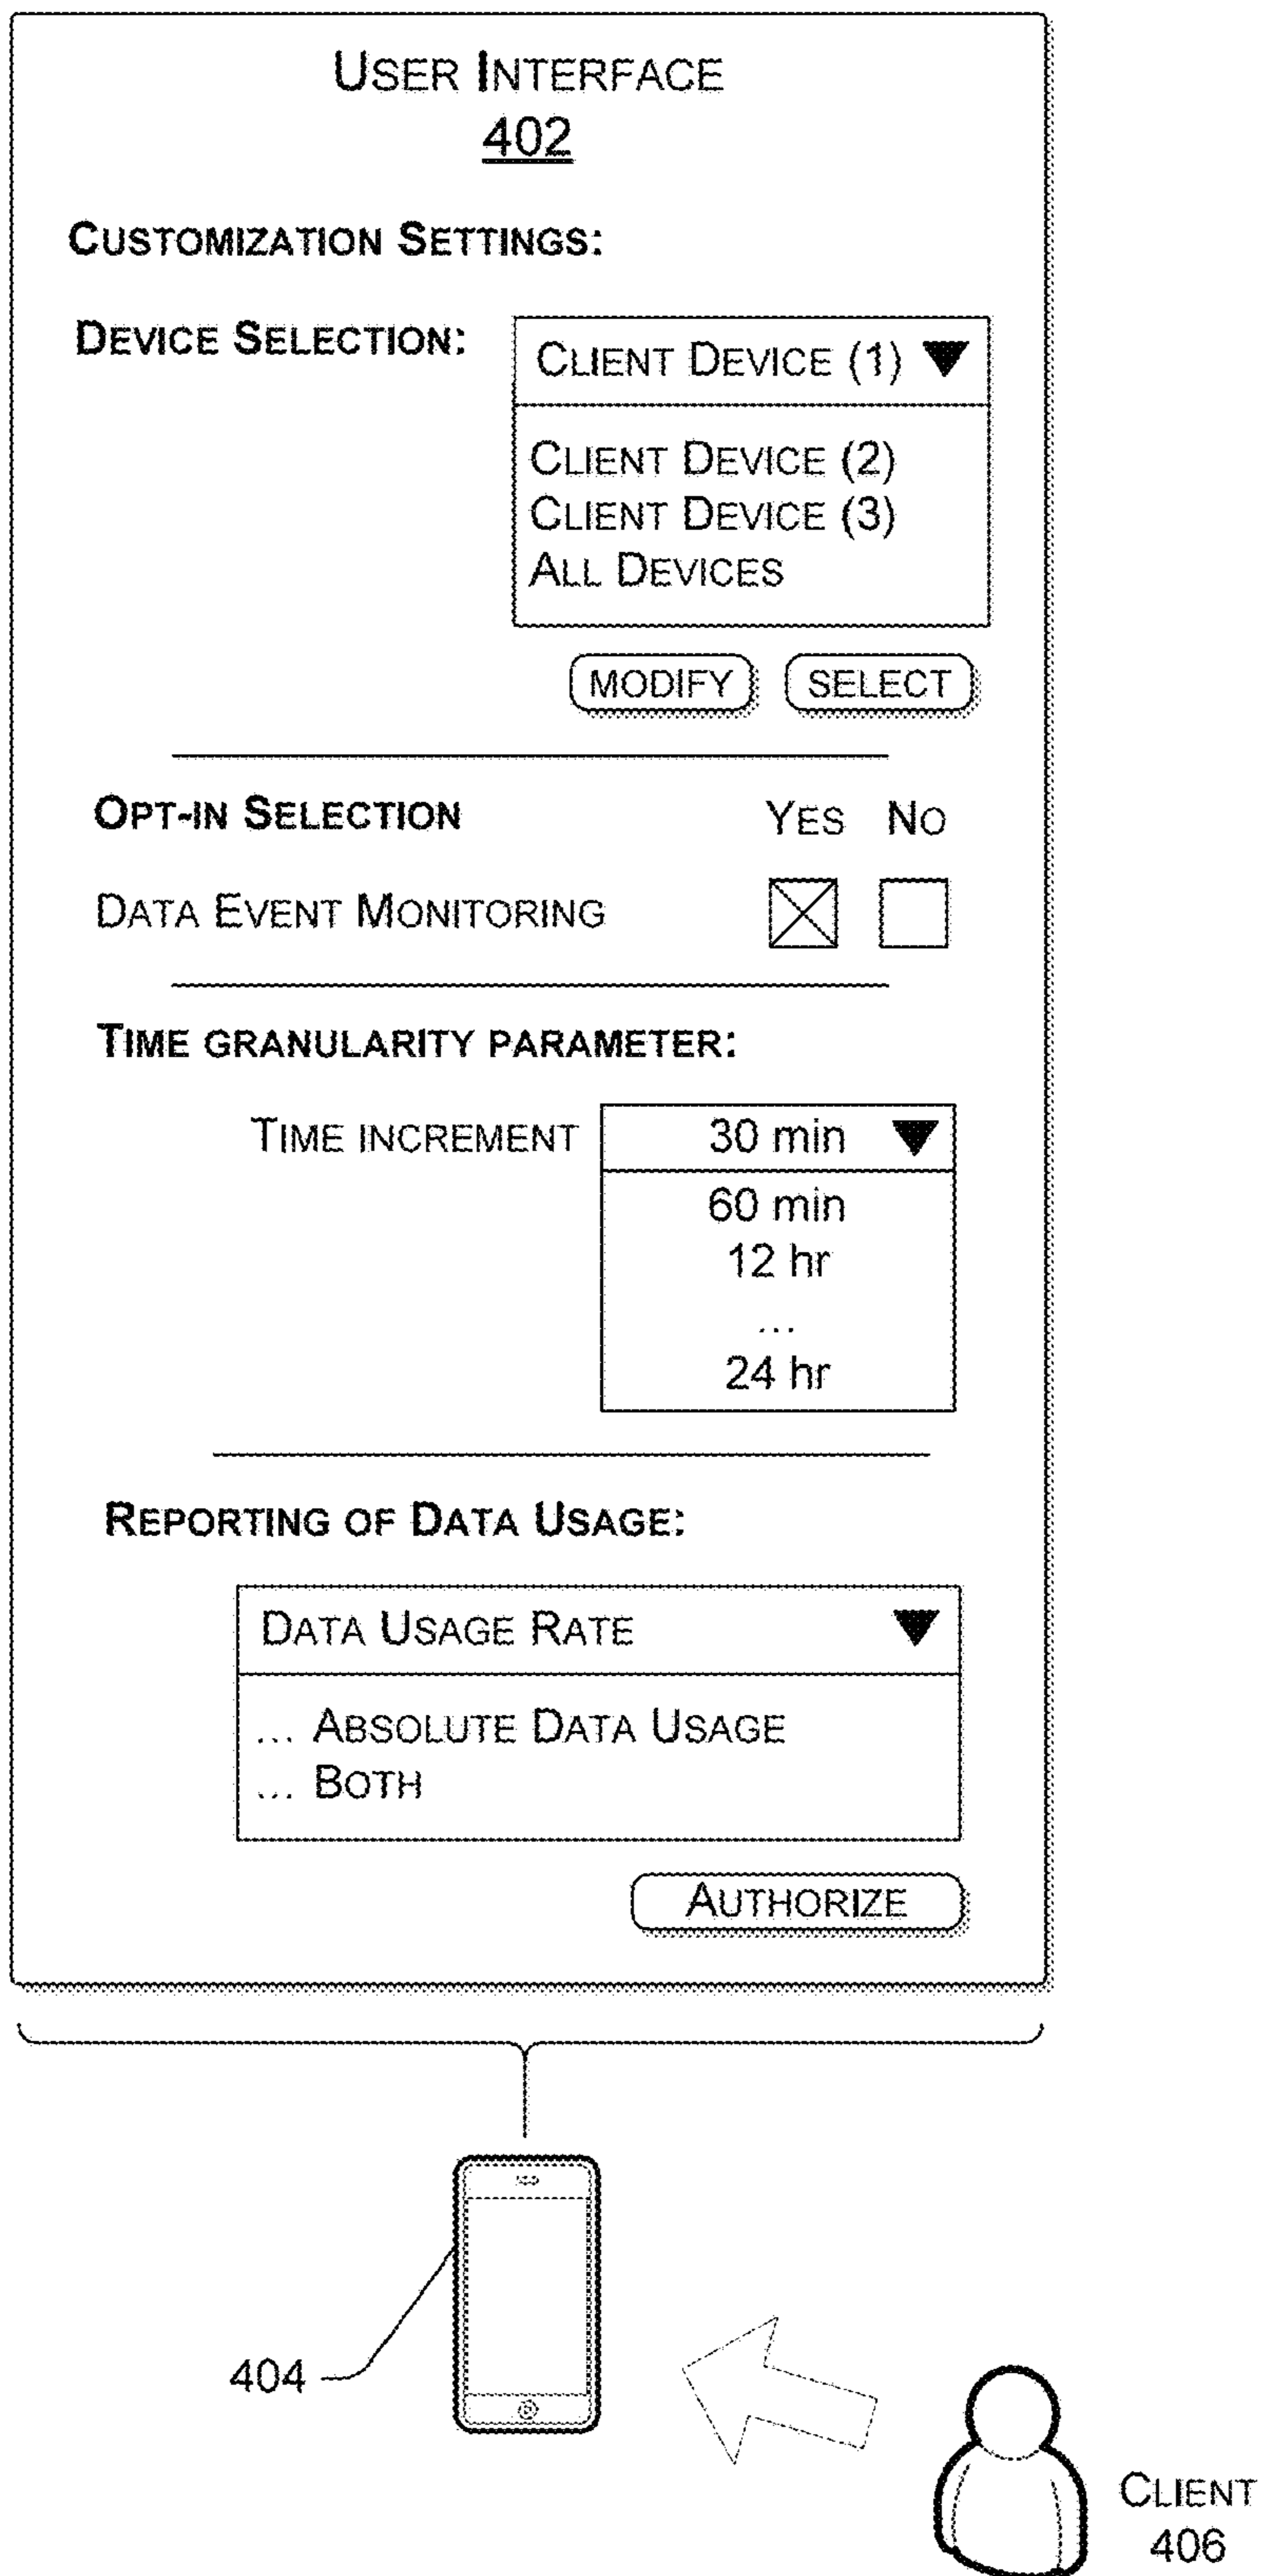 USER INTERFACE
402
CUSTOMIZATION SETTINGS:
DEVICE SELECTION:
CLIENT DEVICE (1)
CLIENT DEVICE (2)
CLIENT DEVICE (3)
ALL DEVICES
MODIFY SELECT
OPT-IN SELECTION YES NO
DATA EVENT MONITORING
TIME GRANULARITY PARAMETER:
TIME INCREMENT 30 min
60 min
12 hr
...
24 hr
REPORTING OF DATA USAGE:
DATA USAGE RATE
... ABSOLUTE DATA USAGE
... BOTH
AUTHORIZE
404
CLIENT
406